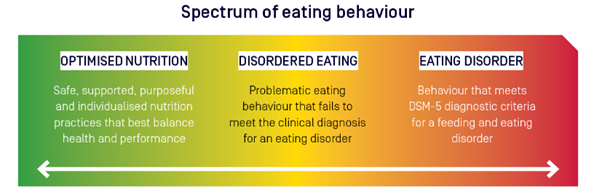 Spectrum of eating behaviour
OPTIMISED NUTRITION
Safe, supported, purposeful
and individualised nutrition
practices that best balance
health and performance
DISORDERED EATING
Problematic eating
behaviour that fails to
meet the clinical diagnosis
for an eating disorder
EATING DISORDER
Behaviour that meets
DSM-5 diagnostic criteria
for a feeding and eating
disorder